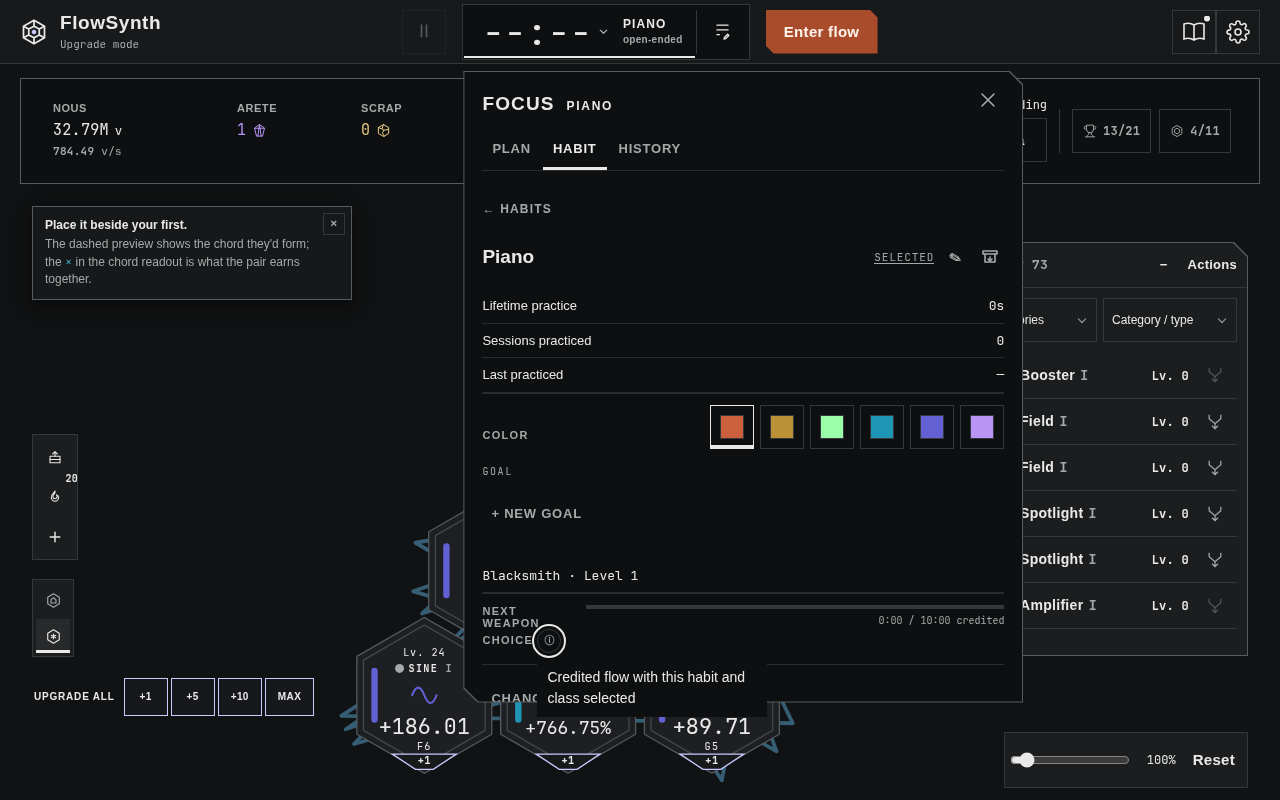 FlowSynth
Upgrade mode
--:--
PIANO
open-ended
Enter flow
NOUS
32.79M v
784.49 v/s
ARETE
1
SCRAP
0
13/21
4/11
Place it beside your first.
The dashed preview shows the chord they'd form;
the × in the chord readout is what the pair earns
together.
×
FOCUS PIANO
PLAN
HABIT
HISTORY
← HABITS
Piano
SELECTED
Lifetime practice
0s
Sessions practiced
0
Last practiced
—
COLOR
GOAL
+ NEW GOAL
Blacksmith · Level 1
NEXT
WEAPON
CHOICE
0:00 / 10:00 credited
Credited flow with this habit and
class selected
73
–
Actions
Category / type
Booster I
Lv. 0
Field I
Lv. 0
Field I
Lv. 0
Spotlight I
Lv. 0
Spotlight I
Lv. 0
Amplifier I
Lv. 0
20
UPGRADE ALL
+1
+5
+10
MAX
Lv. 24
SINE I
+186.01
F6
+1
+766.75%
+1
+89.71
G5
+1
100%
Reset